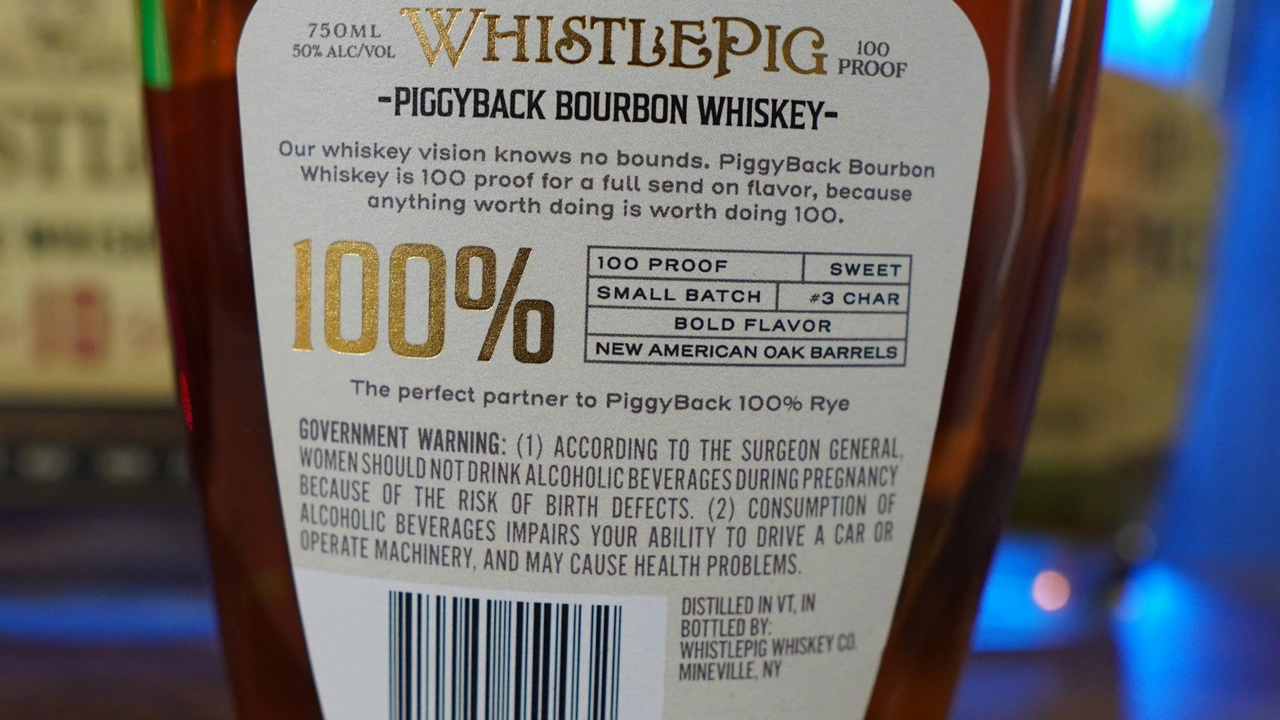 750ML
50% ALC/VOL
WHISTLEPIG
100
PROOF
-PIGGYBACK BOURBON WHISKEY-
Our whiskey vision knows no bounds. PiggyBack Bourbon
Whiskey is 100 proof for a full send on flavor, because
anything worth doing is worth doing 100.
100%
100 PROOF
SWEET
SMALL BATCH
#3 CHAR
BOLD FLAVOR
NEW AMERICAN OAK BARRELS
The perfect partner to PiggyBack 100% Rye
GOVERNMENT WARNING: (1) ACCORDING TO THE SURGEON GENERAL,
WOMEN SHOULD NOT DRINK ALCOHOLIC BEVERAGES DURING PREGNANCY
BECAUSE OF THE RISK OF BIRTH DEFECTS. (2) CONSUMPTION OF
ALCOHOLIC BEVERAGES IMPAIRS YOUR ABILITY TO DRIVE A CAR OR
OPERATE MACHINERY, AND MAY CAUSE HEALTH PROBLEMS.
DISTILLED IN VT, IN
BOTTLED BY:
WHISTLEPIG WHISKEY CO.
MINEVILLE, NY